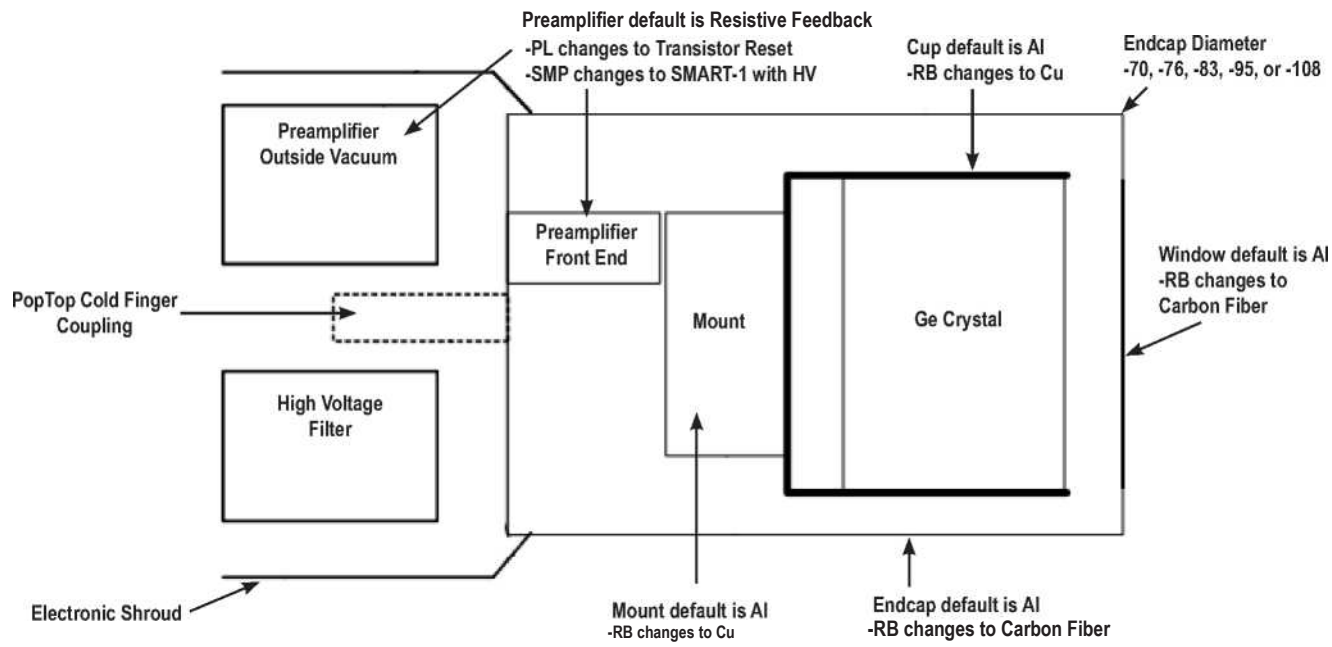 Preamplifier default is Resistive Feedback
-PL changes to Transistor Reset
-SMP changes to SMART-1 with HV
Cup default is Al
-RB changes to Cu
Endcap Diameter
-70, -76, -83, -95, or -108
Preamplifier
Outside Vacuum
Preamplifier
Front End
Window default is Al
-RB changes to
Carbon Fiber
PopTop Cold Finger
Coupling
Mount
Ge Crystal
High Voltage
Filter
Electronic Shroud
Mount default is Al
-RB changes to Cu
Endcap default is Al
-RB changes to Carbon Fiber